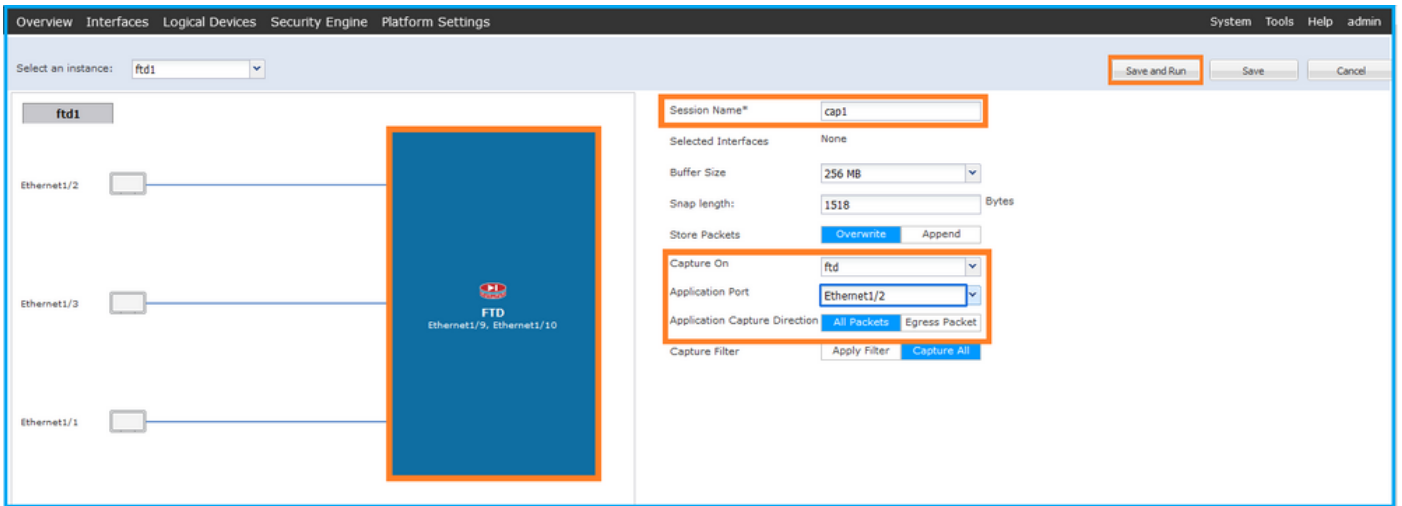 Overview Interfaces Logical Devices Security Engine Platform Settings System Tools Help admin
Select an instance: ftd1 Save and Run Save Cancel
ftd1
Ethernet1/2
Ethernet1/3
Ethernet1/1
FTD
Ethernet1/9, Ethernet1/10
Session Name* cap1
Selected Interfaces None
Buffer Size 256 MB
Snap length: 1518 Bytes
Store Packets Overwrite Append
Capture On ftd
Application Port Ethernet1/2
Application Capture Direction All Packets Egress Packet
Capture Filter Apply Filter Capture All